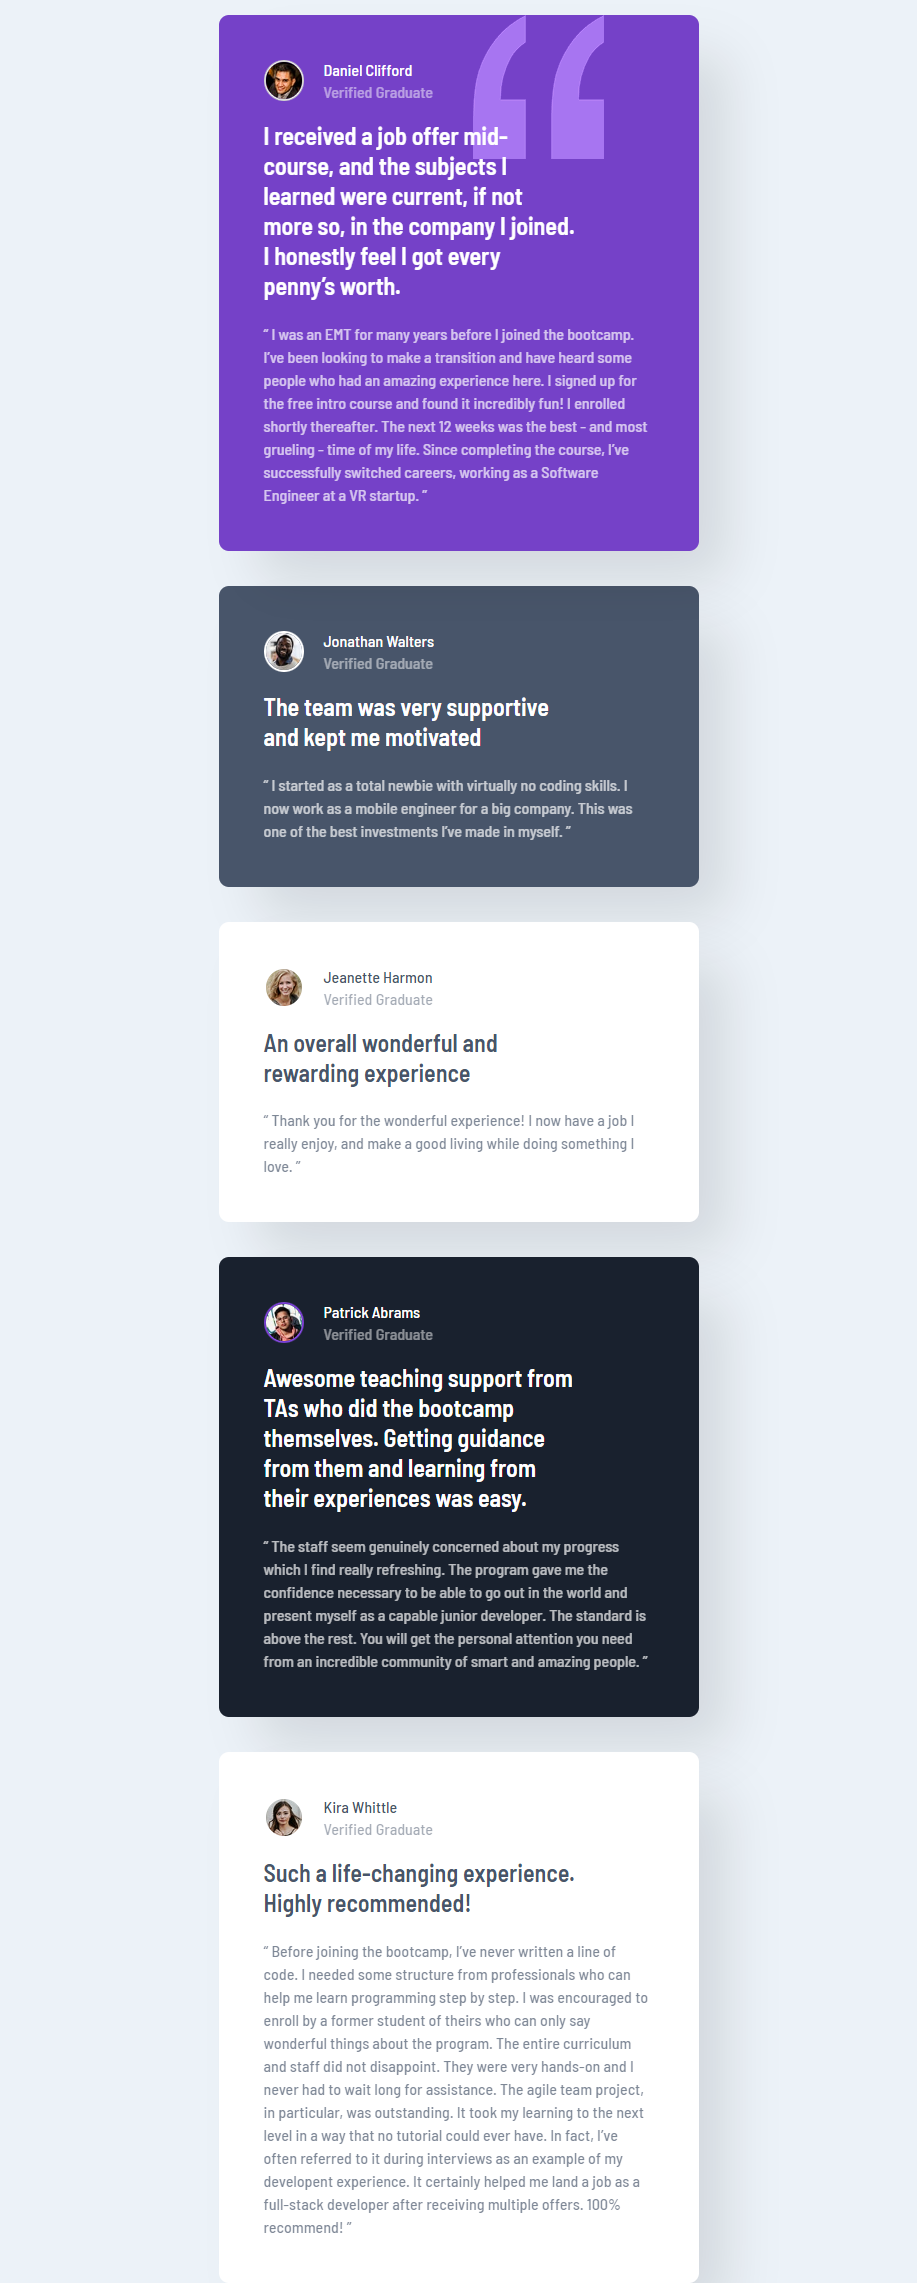 Daniel Clifford
Verified Graduate
I received a job offer mid-
course, and the subjects I
learned were current, if not
more so, in the company I joined.
I honestly feel I got every
penny’s worth.
“ I was an EMT for many years before I joined the bootcamp.
I’ve been looking to make a transition and have heard some
people who had an amazing experience here. I signed up for
the free intro course and found it incredibly fun! I enrolled
shortly thereafter. The next 12 weeks was the best - and most
grueling - time of my life. Since completing the course, I’ve
successfully switched careers, working as a Software
Engineer at a VR startup. ”
Jonathan Walters
Verified Graduate
The team was very supportive
and kept me motivated
“ I started as a total newbie with virtually no coding skills. I
now work as a mobile engineer for a big company. This was
one of the best investments I’ve made in myself. ”
Jeanette Harmon
Verified Graduate
An overall wonderful and
rewarding experience
“ Thank you for the wonderful experience! I now have a job I
really enjoy, and make a good living while doing something I
love. ”
Patrick Abrams
Verified Graduate
Awesome teaching support from
TAs who did the bootcamp
themselves. Getting guidance
from them and learning from
their experiences was easy.
“ The staff seem genuinely concerned about my progress
which I find really refreshing. The program gave me the
confidence necessary to be able to go out in the world and
present myself as a capable junior developer. The standard is
above the rest. You will get the personal attention you need
from an incredible community of smart and amazing people. ”
Kira Whittle
Verified Graduate
Such a life-changing experience.
Highly recommended!
“ Before joining the bootcamp, I’ve never written a line of
code. I needed some structure from professionals who can
help me learn programming step by step. I was encouraged to
enroll by a former student of theirs who can only say
wonderful things about the program. The entire curriculum
and staff did not disappoint. They were very hands-on and I
never had to wait long for assistance. The agile team project,
in particular, was outstanding. It took my learning to the next
level in a way that no tutorial could ever have. In fact, I’ve
often referred to it during interviews as an example of my
developent experience. It certainly helped me land a job as a
full-stack developer after receiving multiple offers. 100%
recommend! ”